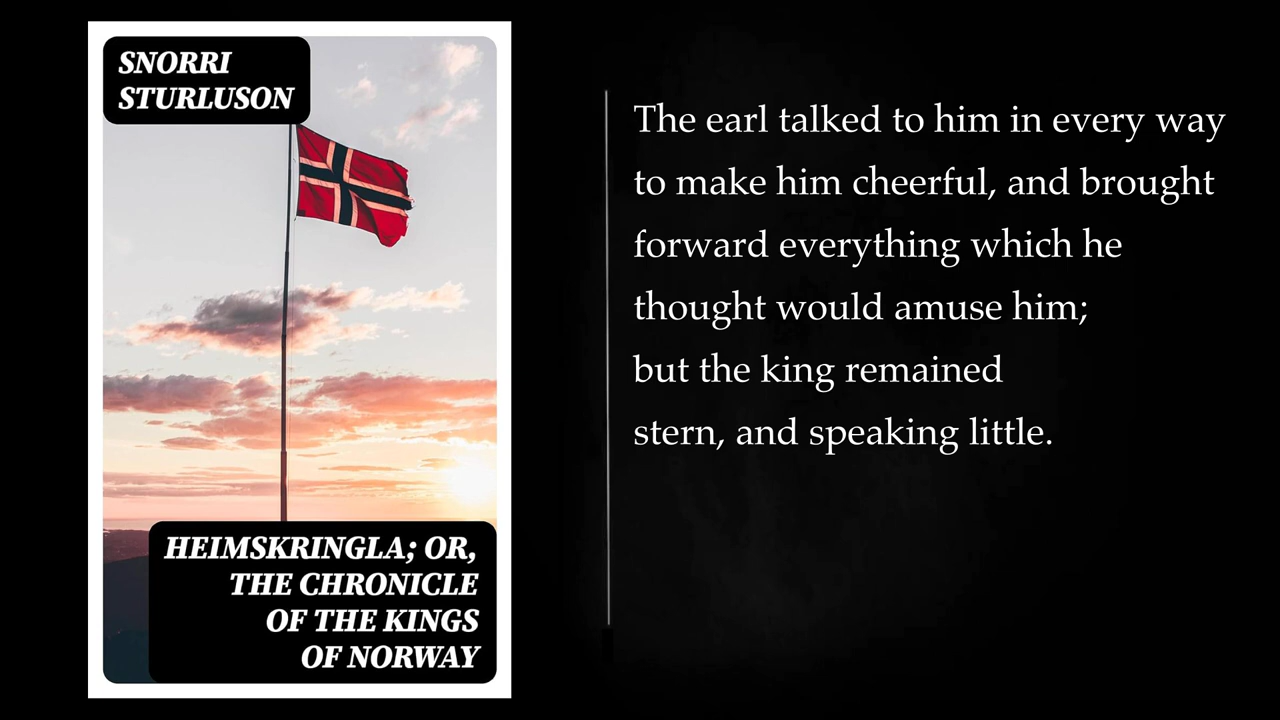 SNORRI
STURLUSON
HEIMSKRINGLA; OR,
THE CHRONICLE
OF THE KINGS
OF NORWAY
The earl talked to him in every way
to make him cheerful, and brought
forward everything which he
thought would amuse him;
but the king remained
stern, and speaking little.